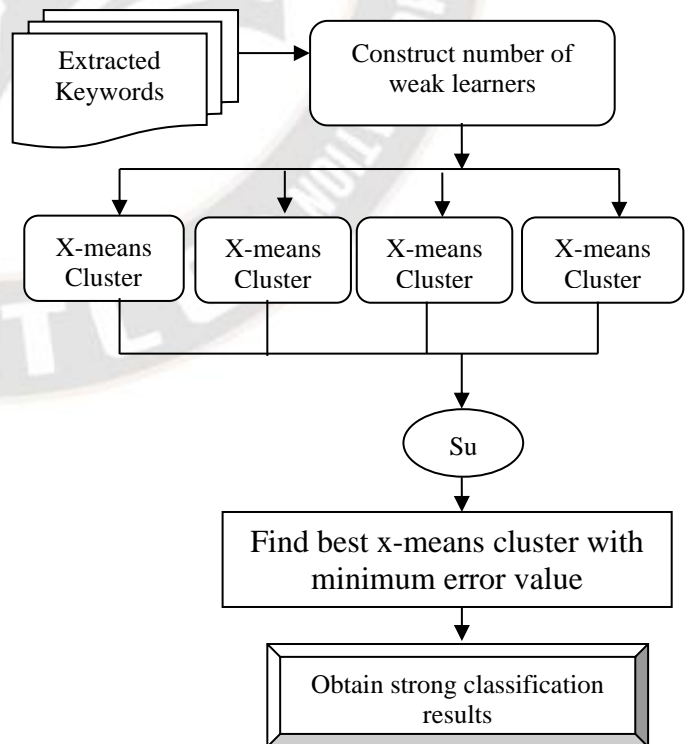 Extracted
Keywords
Construct number of
weak learners
X-means
Cluster
X-means
Cluster
X-means
Cluster
X-means
Cluster
Su
Find best x-means cluster with
minimum error value
Obtain strong classification
results